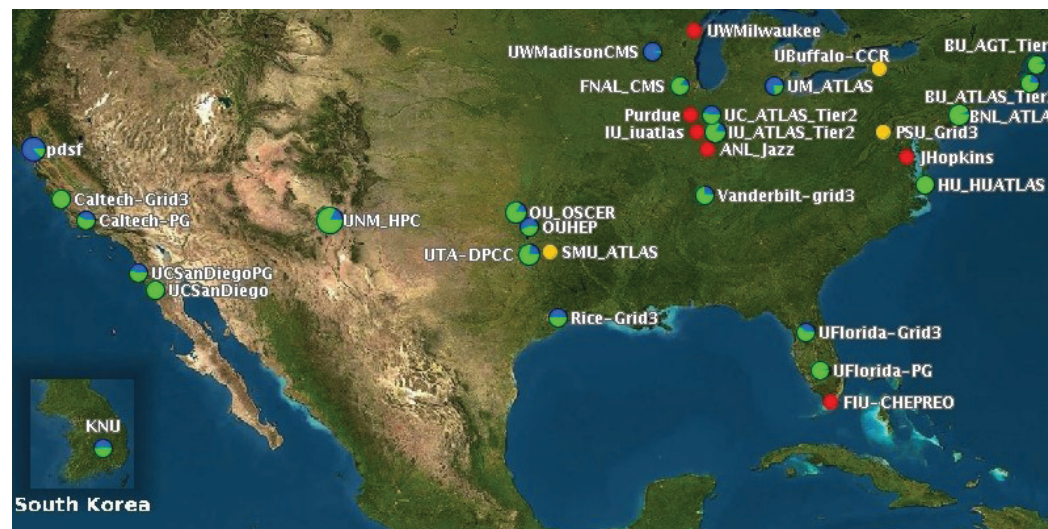 UWMilwaukee
UWMadisonCMS
UBuffalo-CCR
BU_AGT_Tier
FNAL_CMS
UM_ATLAS
BU_ATLAS_Tier
Purdue
UC_ATLAS_Tier2
BNL_ATLA
IU_iuatlas
IU_ATLAS_Tier2
PSU_Grid3
ANL_Jazz
JHopkins
pdsf
HU_HUATLAS
Caltech-Grid3
Vanderbilt-grid3
Caltech-PG
UNM_HPC
OU_OSCER
OUHEP
UTA-DPCC
SMU_ATLAS
UCSanDiegoPG
UCSanDiego
Rice-Grid3
UFlorida-Grid3
UFlorida-PG
FIU-CHEPREO
KNU
South Korea